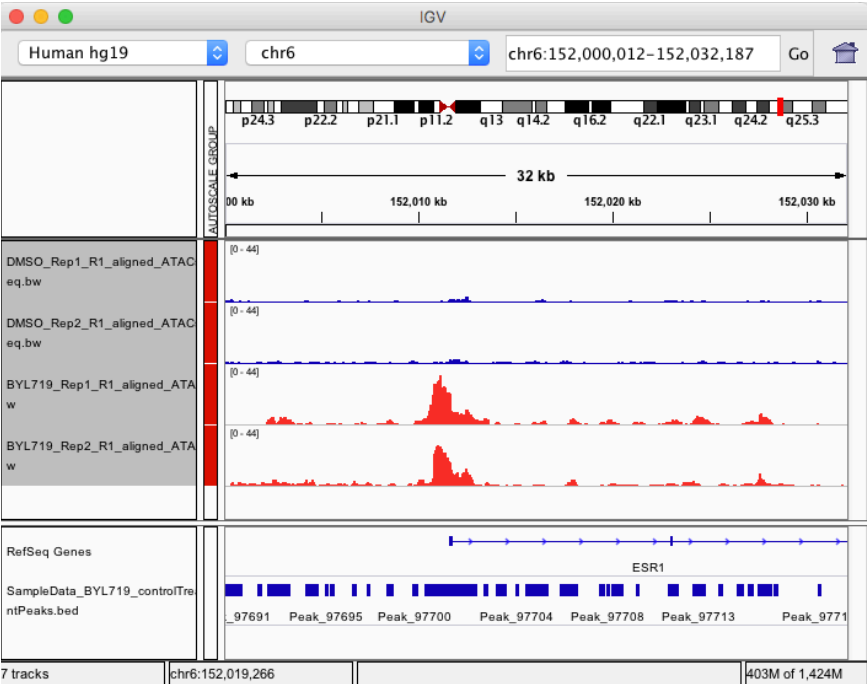 IGV
Human hg19
chr6
chr6:152,000,012-152,032,187
Go
p24.3 p22.2 p21.1 p11.2 q13 q14.2 q16.2 q22.1 q23.1 q24.2 q25.3
AUTOSCALE GROUP
32 kb
00 kb 152,010 kb 152,020 kb 152,030 kb
DMSO_Rep1_R1_aligned_ATAC
eq.bw
[0 - 44]
DMSO_Rep2_R1_aligned_ATAC
eq.bw
[0 - 44]
BYL719_Rep1_R1_aligned_ATA
w
[0 - 44]
BYL719_Rep2_R1_aligned_ATA
w
[0 - 44]
RefSeq Genes
ESR1
SampleData_BYL719_controlTrea
ntPeaks.bed
_97691 Peak_97695 Peak_97700 Peak_97704 Peak_97708 Peak_97713 Peak_9771
7 tracks
chr6:152,019,266
403M of 1,424M